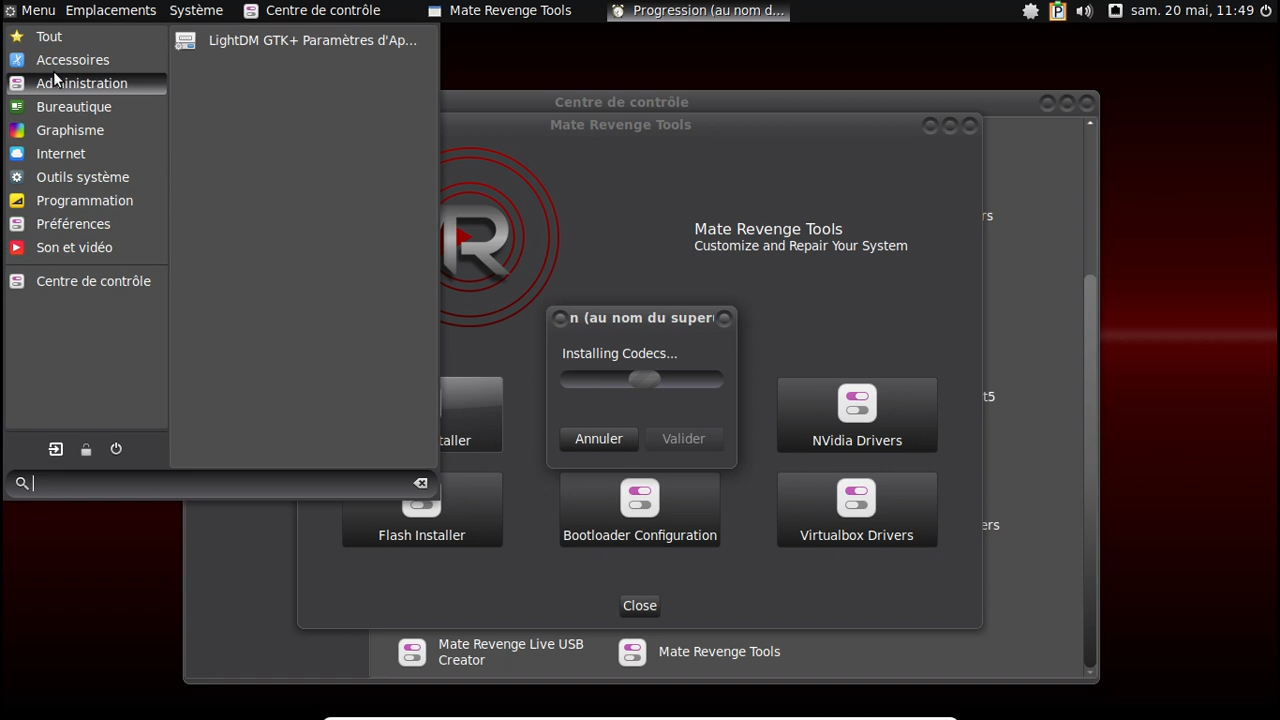 Menu Emplacements Système Centre de contrôle Mate Revenge Tools Progression (au nom d... sam. 20 mai, 11:49
Tout
Accessoires
Administration
Bureautique
Graphisme
Internet
Outils système
Programmation
Préférences
Son et vidéo
Centre de contrôle
LightDM GTK+ Paramètres d'Ap...
Centre de contrôle
Mate Revenge Tools
R
Mate Revenge Tools
Customize and Repair Your System
n (au nom du super
Installing Codecs...
Annuler Valider
taller
NVidia Drivers
Flash Installer
Bootloader Configuration
Virtualbox Drivers
Close
rs
t5
ers
Mate Revenge Live USB
Creator
Mate Revenge Tools